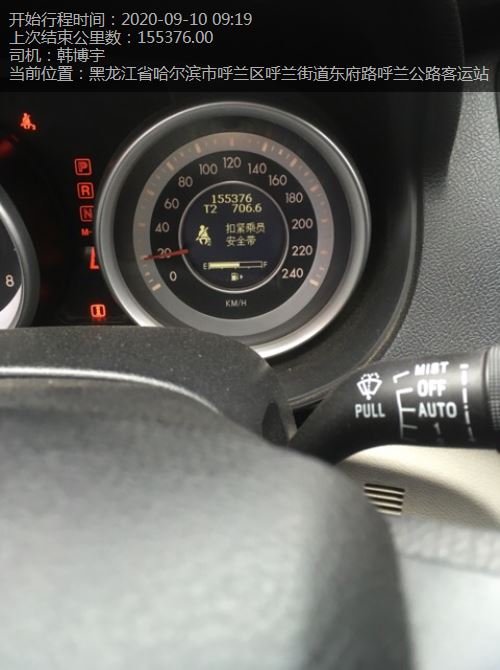 开始行程时间：2020-09-10 09:19
上次结束公里数：155376.00
司机：韩博宇
当前位置：黑龙江省哈尔滨市呼兰区呼兰街道东府路呼兰公路客运站
P
R
N
M-
8
0
20
40
60
80
100
120
140
160
180
200
220
240
155376
T2 706.6
扣紧乘员
安全带
E F
KM/H
PULL
MIST
OFF
AUTO
1